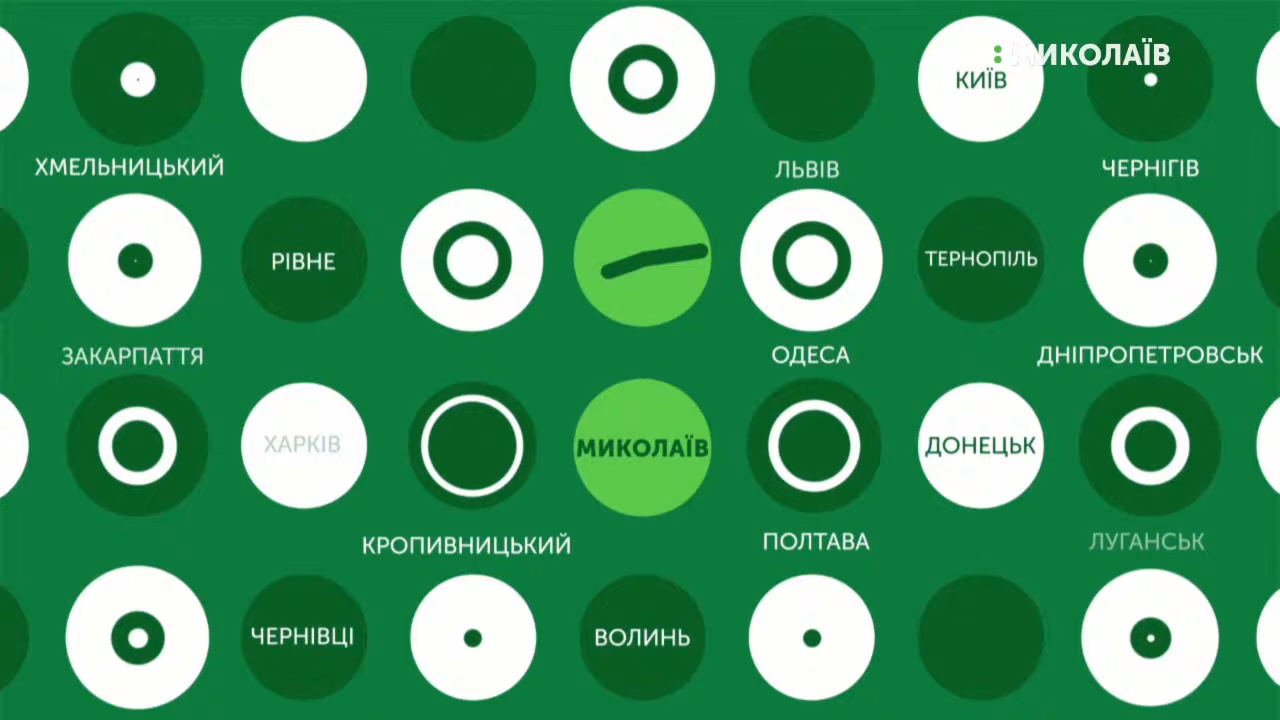 МИКОЛАЇВ
КИЇВ
ХМЕЛЬНИЦЬКИЙ
ЛЬВІВ
ЧЕРНІГІВ
РІВНЕ
ТЕРНОПІЛЬ
ЗАКАРПАТТЯ
ОДЕСА
ДНІПРОПЕТРОВСЬК
ХАРКІВ
МИКОЛАЇВ
ДОНЕЦЬК
КРОПИВНИЦЬКИЙ
ПОЛТАВА
ЛУГАНСЬК
ЧЕРНІВЦІ
ВОЛИНЬ